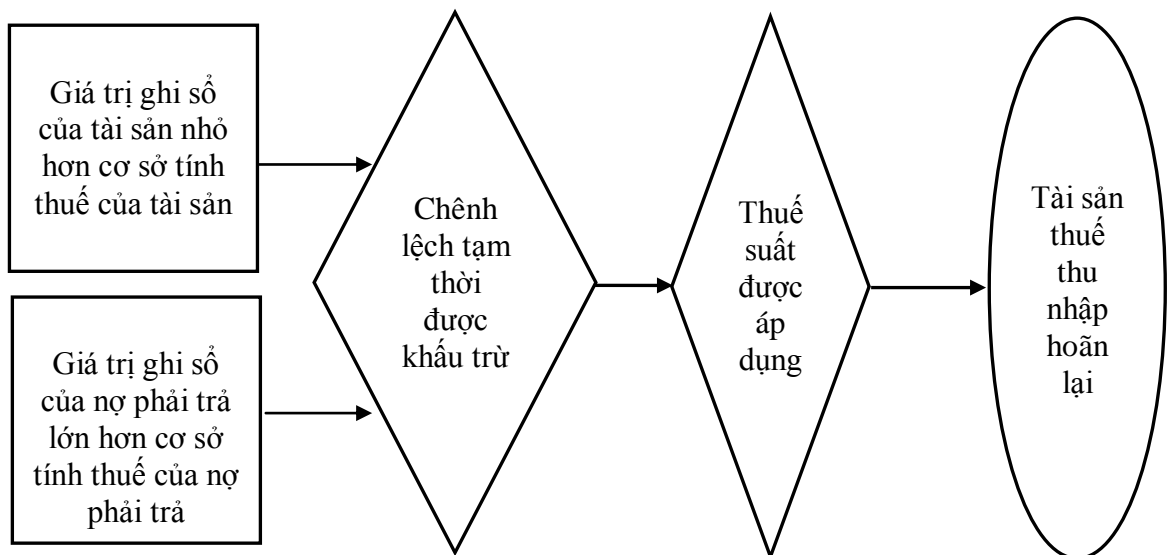 Giá trị ghi sổ
của tài sản nhỏ
hơn cơ sở tính
thuế của tài sản
Giá trị ghi sổ
của nợ phải trả
lớn hơn cơ sở
tính thuế của nợ
phải trả
Chênh
lệch tạm
thời
được
khấu trừ
Thuế
suất
được
áp
dụng
Tài sản
thuế
thu
nhập
hoãn
lại